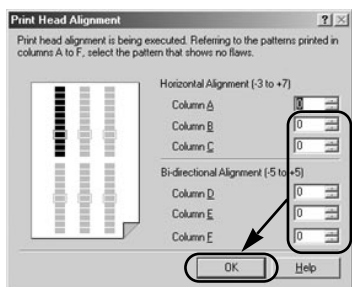 Print Head Alignment
Print head alignment is being executed. Referring to the patterns printed in
columns A to F, select the pattern that shows no flaws.
Horizontal Alignment (-3 to +7)
Column A 0
Column B 0
Column C 0
Bi-directional Alignment (-5 to +5)
Column D 0
Column E 0
Column F 0
OK Help